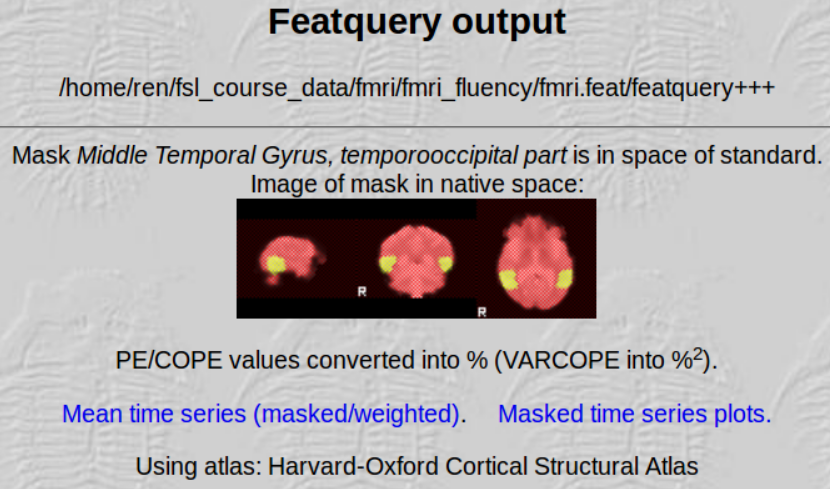 Featquery output
/home/ren/fsl_course_data/fmri/fmri_fluency/fmri.feat/featquery+++
Mask Middle Temporal Gyrus, temporooccipital part is in space of standard.
Image of mask in native space:
R
R
PE/COPE values converted into % (VARCOPE into %²).
Mean time series (masked/weighted). Masked time series plots.
Using atlas: Harvard-Oxford Cortical Structural Atlas